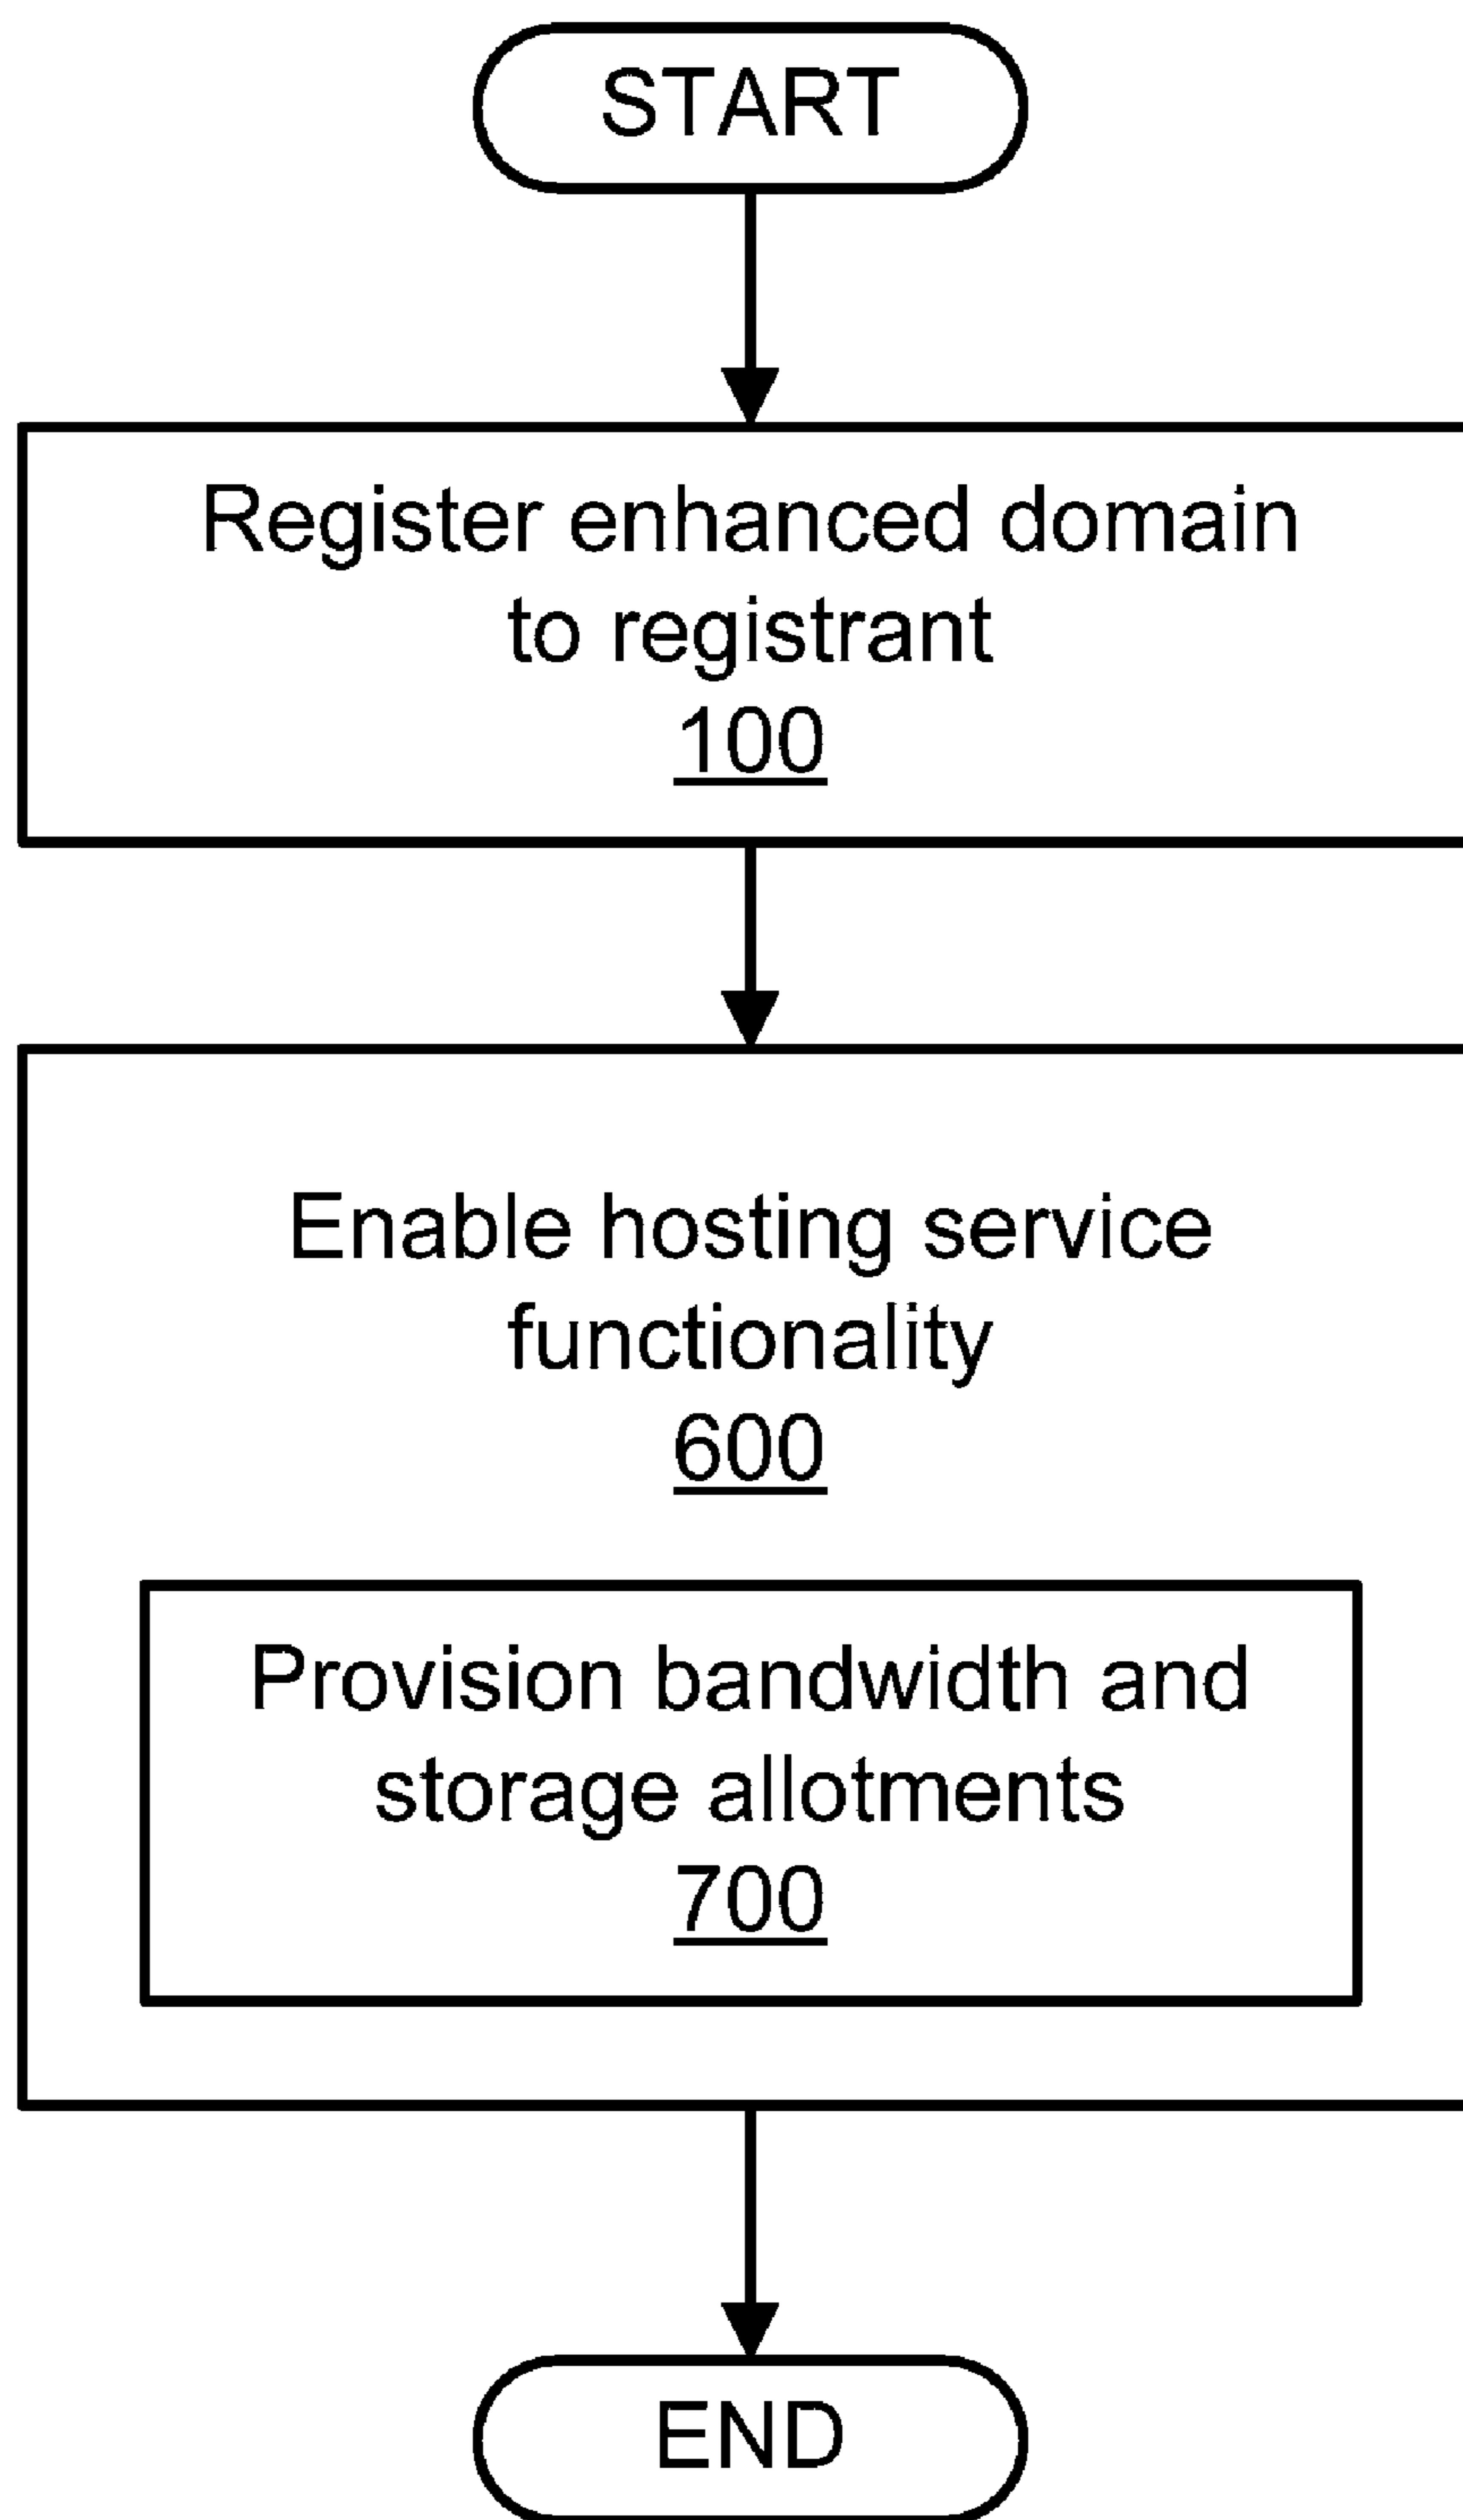 START
Register enhanced domain
to registrant
100
Enable hosting service
functionality
600
Provision bandwidth and
storage allotments
700
END